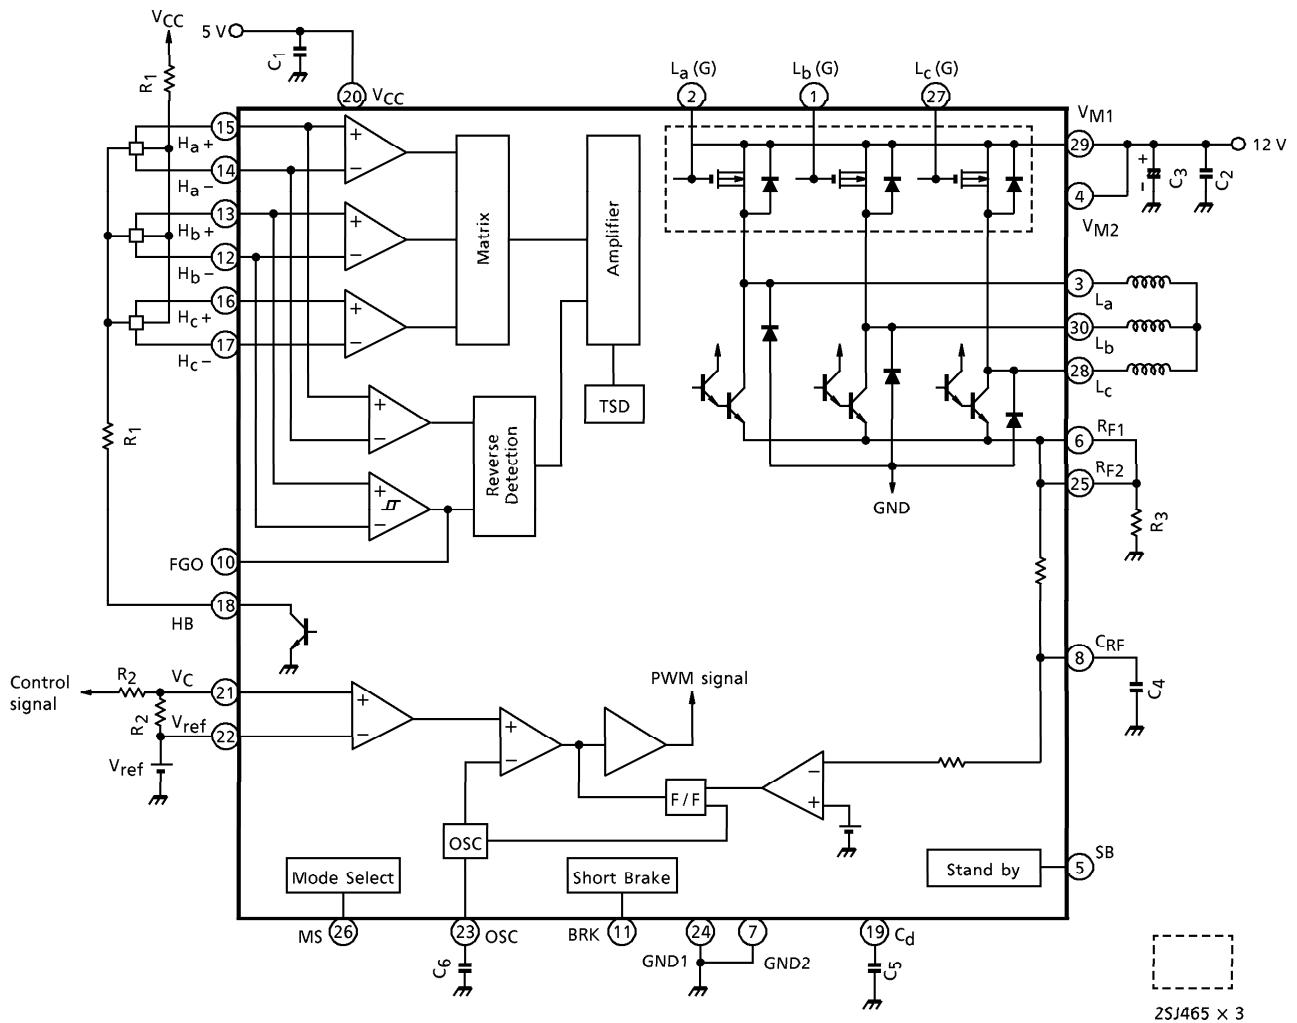 VCC
5 V
C1
R1
20
VCC
La (G)
2
Lb (G)
1
Lc (G)
27
VM1
29
12 V
C3
C2
+
-
4
VM2
15
Ha+
14
Ha−
13
Hb+
12
Hb−
16
Hc+
17
Hc−
+
−
+
−
+
−
Matrix
Amplifier
TSD
3
La
30
Lb
28
Lc
R1
+
−
+
−
Reverse
Detection
GND
6
RF1
25
RF2
R3
FGO
10
18
HB
8
CRF
C4
Control
signal
R2
VC
21
R2
Vref
22
Vref
+
−
+
−
PWM signal
F / F
−
+
OSC
Mode Select
Short Brake
Stand by
5
SB
MS
26
23
OSC
BRK
11
24
7
19
Cd
GND1
GND2
C6
C5
2SJ465 × 3